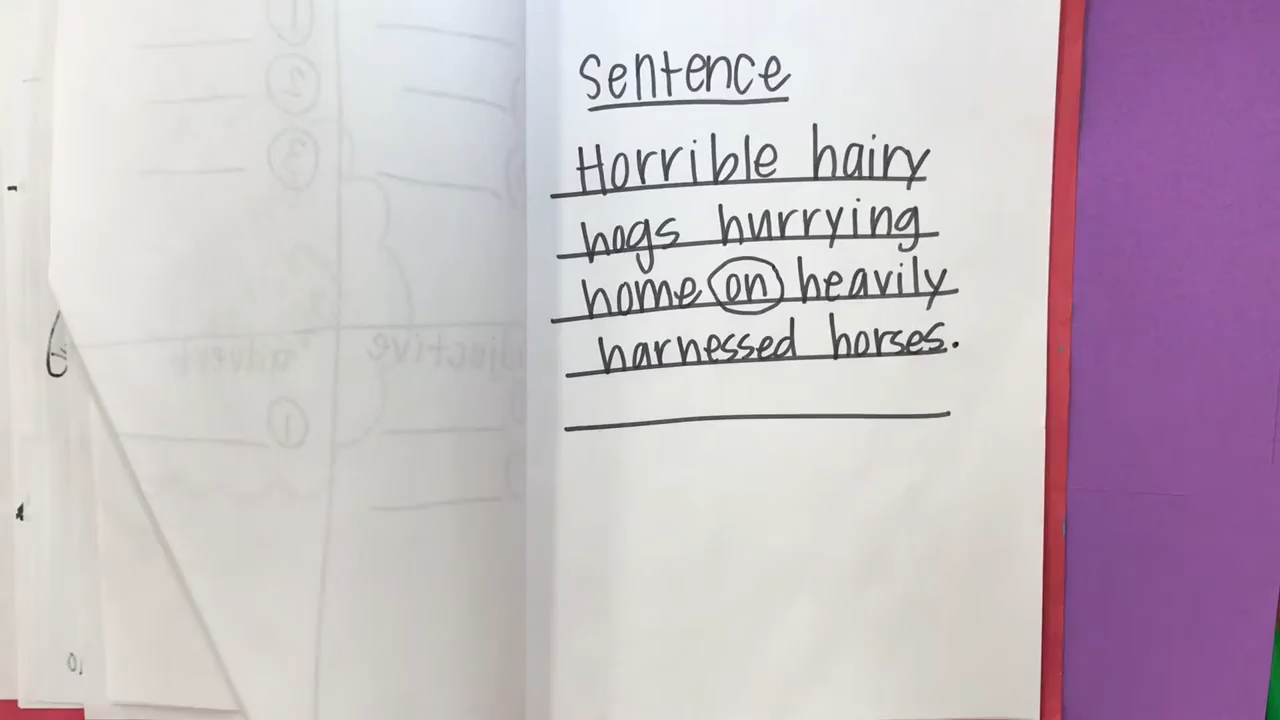 Sentence
Horrible hairy
hogs hurrying
home on heavily
harnessed horses.